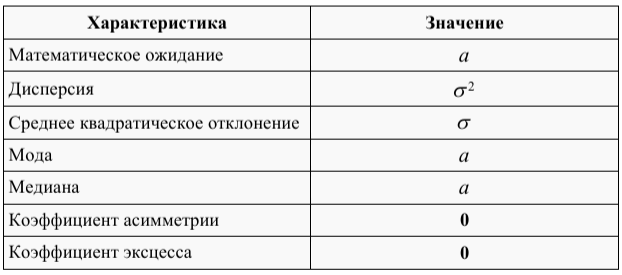 Характеристика Значение
Математическое ожидание a
Дисперсия σ²
Среднее квадратическое отклонение σ
Мода a
Медиана a
Коэффициент асимметрии 0
Коэффициент эксцесса 0